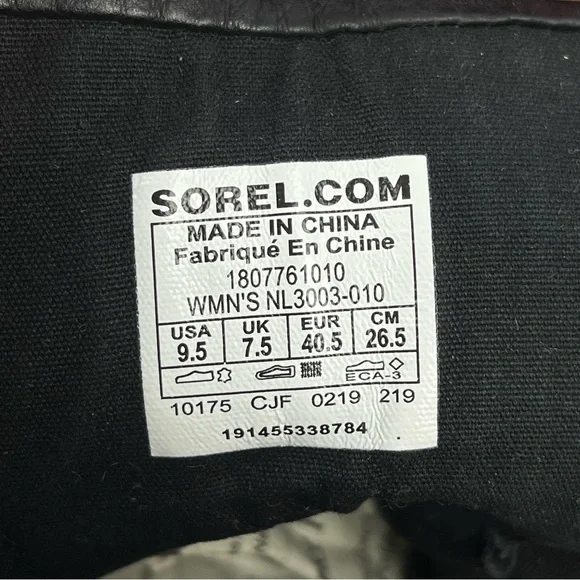 SOREL.COM
MADE IN CHINA
Fabriqué En Chine
1807761010
WMN'S NL3003-010
USA UK EUR CM
9.5 7.5 40.5 26.5
ECA-3
10175 CJF 0219 219
191455338784